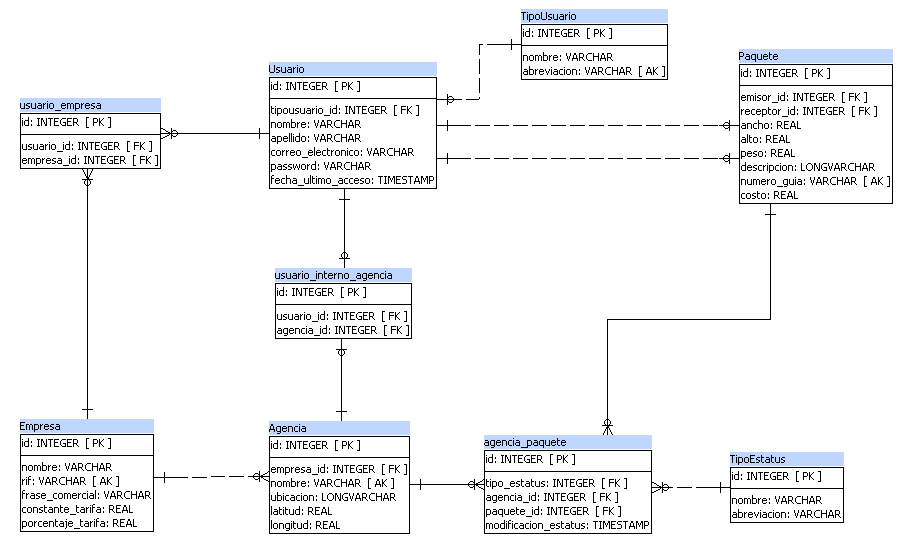 TipoUsuario
id: INTEGER [ PK ]
nombre: VARCHAR
abreviacion: VARCHAR [ AK ]
Usuario
id: INTEGER [ PK ]
tipousuario_id: INTEGER [ FK ]
nombre: VARCHAR
apellido: VARCHAR
correo_electronico: VARCHAR
password: VARCHAR
fecha_ultimo_acceso: TIMESTAMP
Paquete
id: INTEGER [ PK ]
emisor_id: INTEGER [ FK ]
receptor_id: INTEGER [ FK ]
ancho: REAL
alto: REAL
peso: REAL
descripcion: LONGVARCHAR
numero_guia: VARCHAR [ AK ]
costo: REAL
usuario_empresa
id: INTEGER [ PK ]
usuario_id: INTEGER [ FK ]
empresa_id: INTEGER [ FK ]
usuario_interno_agencia
id: INTEGER [ PK ]
usuario_id: INTEGER [ FK ]
agencia_id: INTEGER [ FK ]
Empresa
id: INTEGER [ PK ]
nombre: VARCHAR
rif: VARCHAR [ AK ]
frase_comercial: VARCHAR
constante_tarifa: REAL
porcentaje_tarifa: REAL
Agencia
id: INTEGER [ PK ]
empresa_id: INTEGER [ FK ]
nombre: VARCHAR [ AK ]
ubicacion: LONGVARCHAR
latitud: REAL
longitud: REAL
agencia_paquete
id: INTEGER [ PK ]
tipo_estatus: INTEGER [ FK ]
agencia_id: INTEGER [ FK ]
paquete_id: INTEGER [ FK ]
modificacion_estatus: TIMESTAMP
TipoEstatus
id: INTEGER [ PK ]
nombre: VARCHAR
abreviacion: VARCHAR